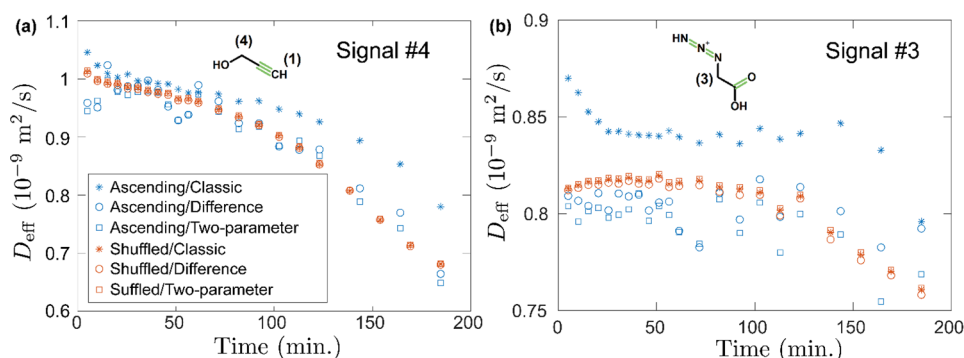 (a)
Signal #4
(4)
(1)
HO
CH
1.1
1
0.9
0.8
0.7
0.6
D_eff (10⁻⁹ m²/s)
Ascending/Classic
Ascending/Difference
Ascending/Two-parameter
Shuffled/Classic
Shuffled/Difference
Suffled/Two-parameter
0 50 100 150 200
Time (min.)
(b)
Signal #3
HN N⁺ N
(3)
O
OH
0.9
0.85
0.8
0.75
D_eff (10⁻⁹ m²/s)
0 50 100 150 200
Time (min.)